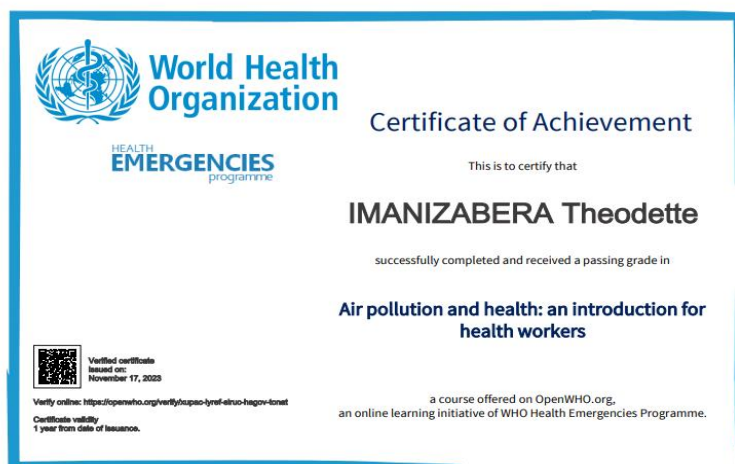 World Health
Organization
HEALTH
EMERGENCIES
programme
Certificate of Achievement
This is to certify that
IMANIZABERA Theodette
successfully completed and received a passing grade in
Air pollution and health: an introduction for
health workers
Verified certificate
Issued on:
November 17, 2023
Verify online: https://openwho.org/verify/xupac-lyref-eiruc-hagov-tonet
Certificate validity
1 year from date of issuance.
a course offered on OpenWHO.org,
an online learning initiative of WHO Health Emergencies Programme.